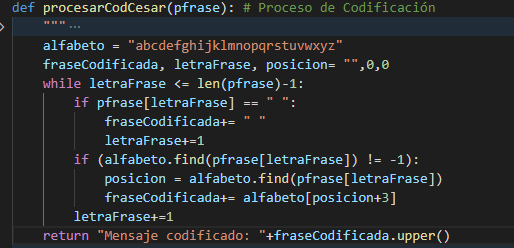 def procesarCodCesar(pfrase): # Proceso de Codificación
    """ ...
    alfabeto = "abcdefghijklmnopqrstuvwxyz"
    fraseCodificada, letraFrase, posicion= "",0,0
    while letraFrase <= len(pfrase)-1:
        if pfrase[letraFrase] == " ":
            fraseCodificada+= " "
            letraFrase+=1
        if (alfabeto.find(pfrase[letraFrase]) != -1):
            posicion = alfabeto.find(pfrase[letraFrase])
            fraseCodificada+= alfabeto[posicion+3]
        letraFrase+=1
    return "Mensaje codificado: "+fraseCodificada.upper()